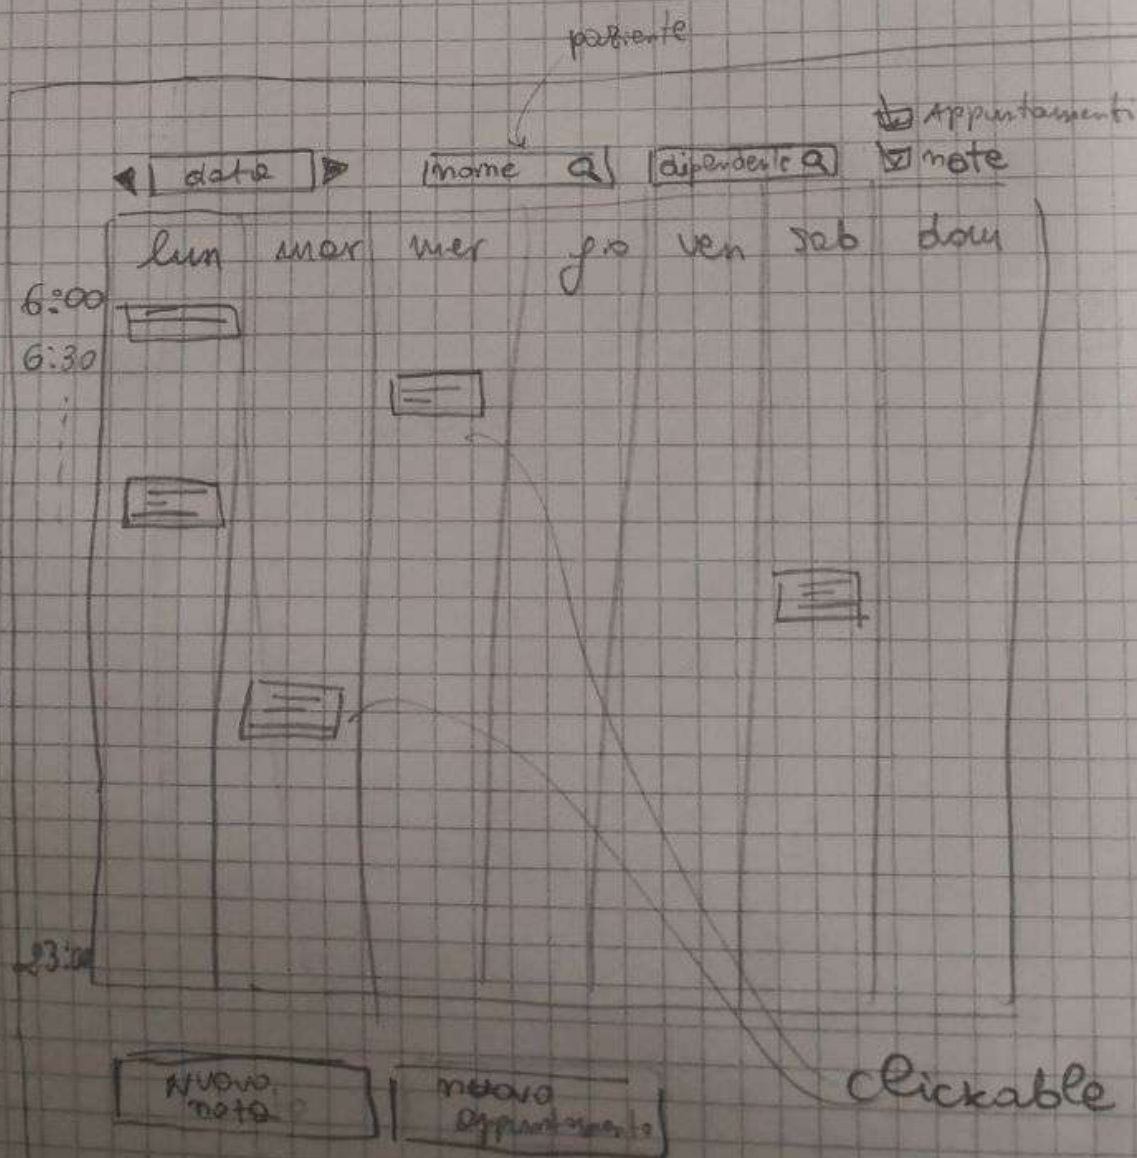 paziente
Appuntamenti
data nome dipendente note
lun mar mer gio ven sab dom
6:00
6:30
23:00
Nuova nota
nuovo appuntamento
clickable